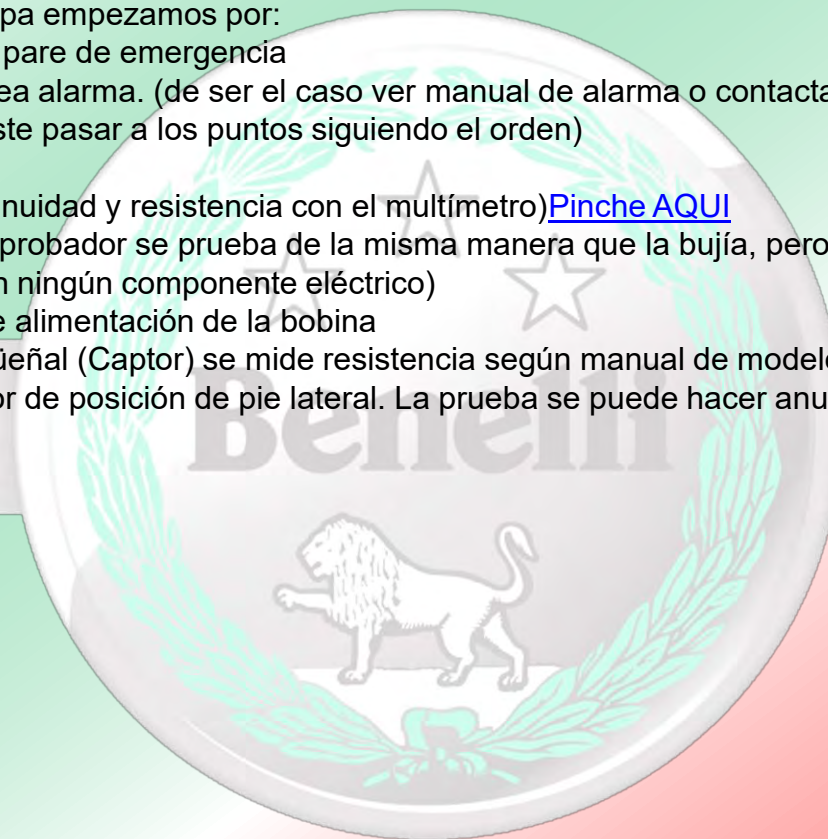 pa empezamos por:
pare de emergencia
ea alarma. (de ser el caso ver manual de alarma o contacta
ste pasar a los puntos siguiendo el orden)
nuidad y resistencia con el multímetro)Pinche AQUI
probador se prueba de la misma manera que la bujía, pero
n ningún componente eléctrico)
e alimentación de la bobina
üeñal (Captor) se mide resistencia según manual de modelo
or de posición de pie lateral. La prueba se puede hacer anu
Benelli